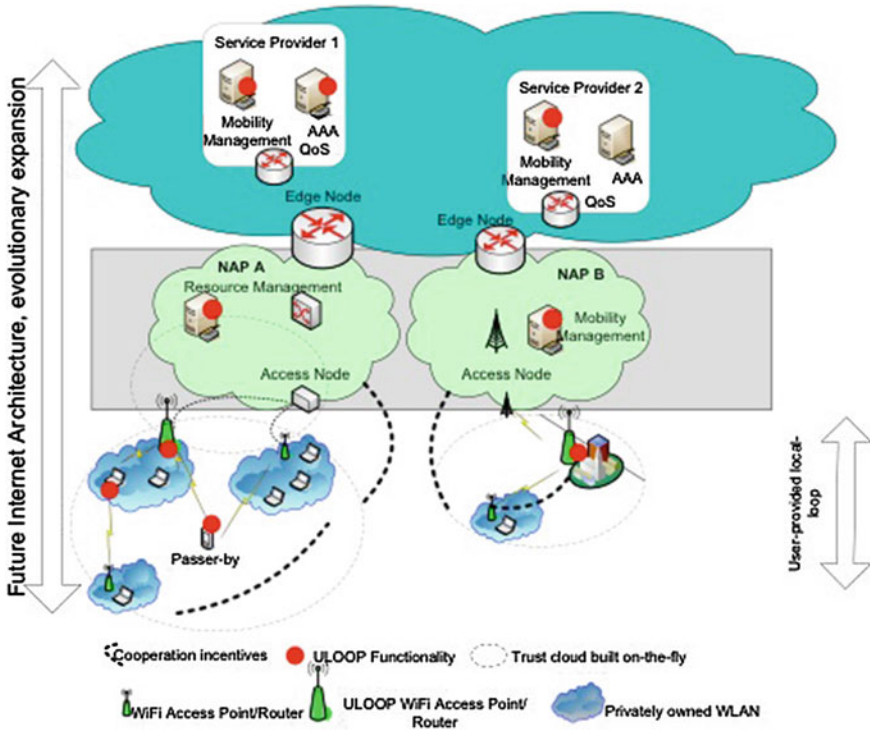 Future Internet Architecture, evolutionary expansion
Service Provider 1
Mobility
Management
AAA
QoS
Service Provider 2
Mobility
Management
AAA
QoS
Edge Node
Edge Node
NAP A
Resource Management
Access Node
NAP B
Mobility
Management
Access Node
Passer-by
User-provided local-
loop
Cooperation incentives
ULOOP Functionality
Trust cloud built on-the-fly
WiFi Access Point/Router
ULOOP WiFi Access Point/
Router
Privately owned WLAN